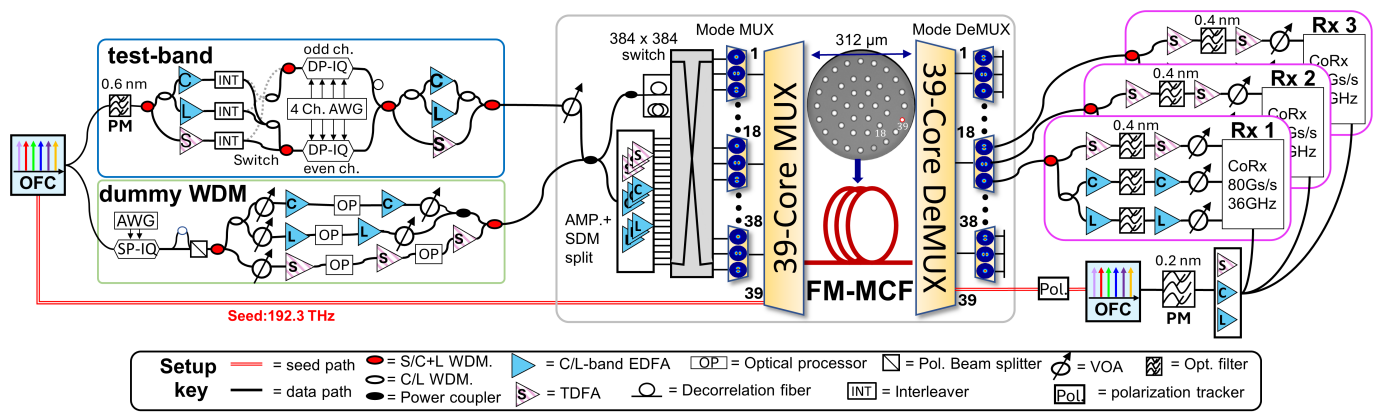 test-band
0.6 nm
PM
C
L
S
INT
INT
INT
Switch
odd ch.
DP-IQ
4 Ch. AWG
DP-IQ
even ch.
C
L
S
OFC
dummy WDM
AWG
SP-IQ
C
OP
C
L
OP
L
S
OP
S
OP
S
Seed:192.3 THz
384 x 384
switch
S
C
L
AMP.+
SDM
split
Mode MUX
1
18
38
39
39-Core MUX
312 µm
18
39
FM-MCF
39-Core DeMUX
Mode DeMUX
1
18
38
39
Rx 3
0.4 nm
S
S
CoRx
Gs/s
GHz
Rx 2
0.4 nm
S
S
CoRx
Gs/s
GHz
Rx 1
0.4 nm
S
S
C
C
L
L
CoRx
80Gs/s
36GHz
Pol.
OFC
0.2 nm
PM
S
C
L
Setup
key
= seed path
= data path
= S/C+L WDM.
= C/L WDM.
= Power coupler
= C/L-band EDFA
S = TDFA
OP = Optical processor
= Decorrelation fiber
= Pol. Beam splitter
INT = Interleaver
= VOA
= Opt. filter
Pol. = polarization tracker